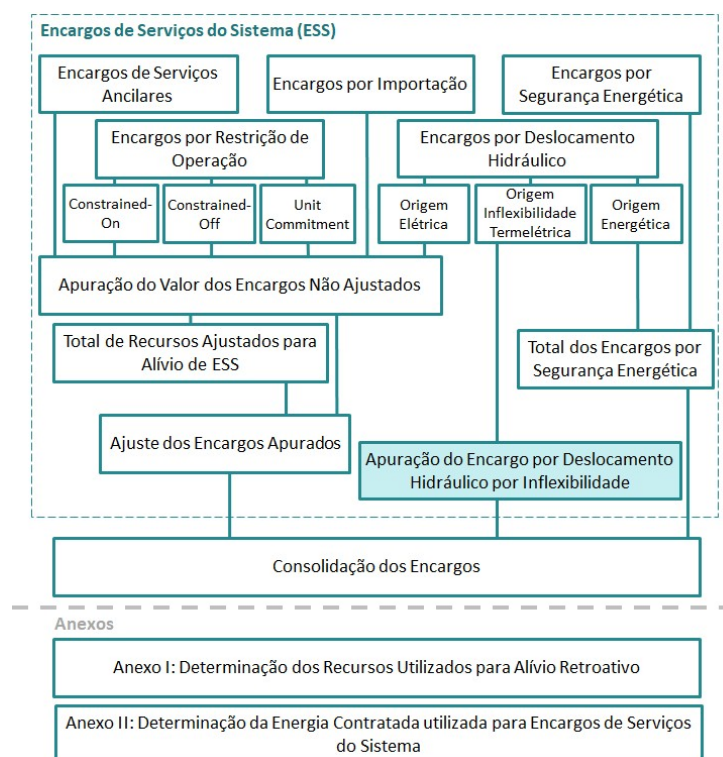 Encargos de Serviços do Sistema (ESS)
Encargos de Serviços
Ancilares
Encargos por Importação
Encargos por
Segurança Energética
Encargos por Restrição de
Operação
Encargos por Deslocamento
Hidráulico
Constrained-
On
Constrained-
Off
Unit
Commitment
Origem
Elétrica
Origem
Inflexibilidade
Termelétrica
Origem
Energética
Apuração do Valor dos Encargos Não Ajustados
Total de Recursos Ajustados para
Alívio de ESS
Total dos Encargos por
Segurança Energética
Ajuste dos Encargos Apurados
Apuração do Encargo por Deslocamento
Hidráulico por Inflexibilidade
Consolidação dos Encargos
Anexos
Anexo I: Determinação dos Recursos Utilizados para Alívio Retroativo
Anexo II: Determinação da Energia Contratada utilizada para Encargos de Serviços
do Sistema